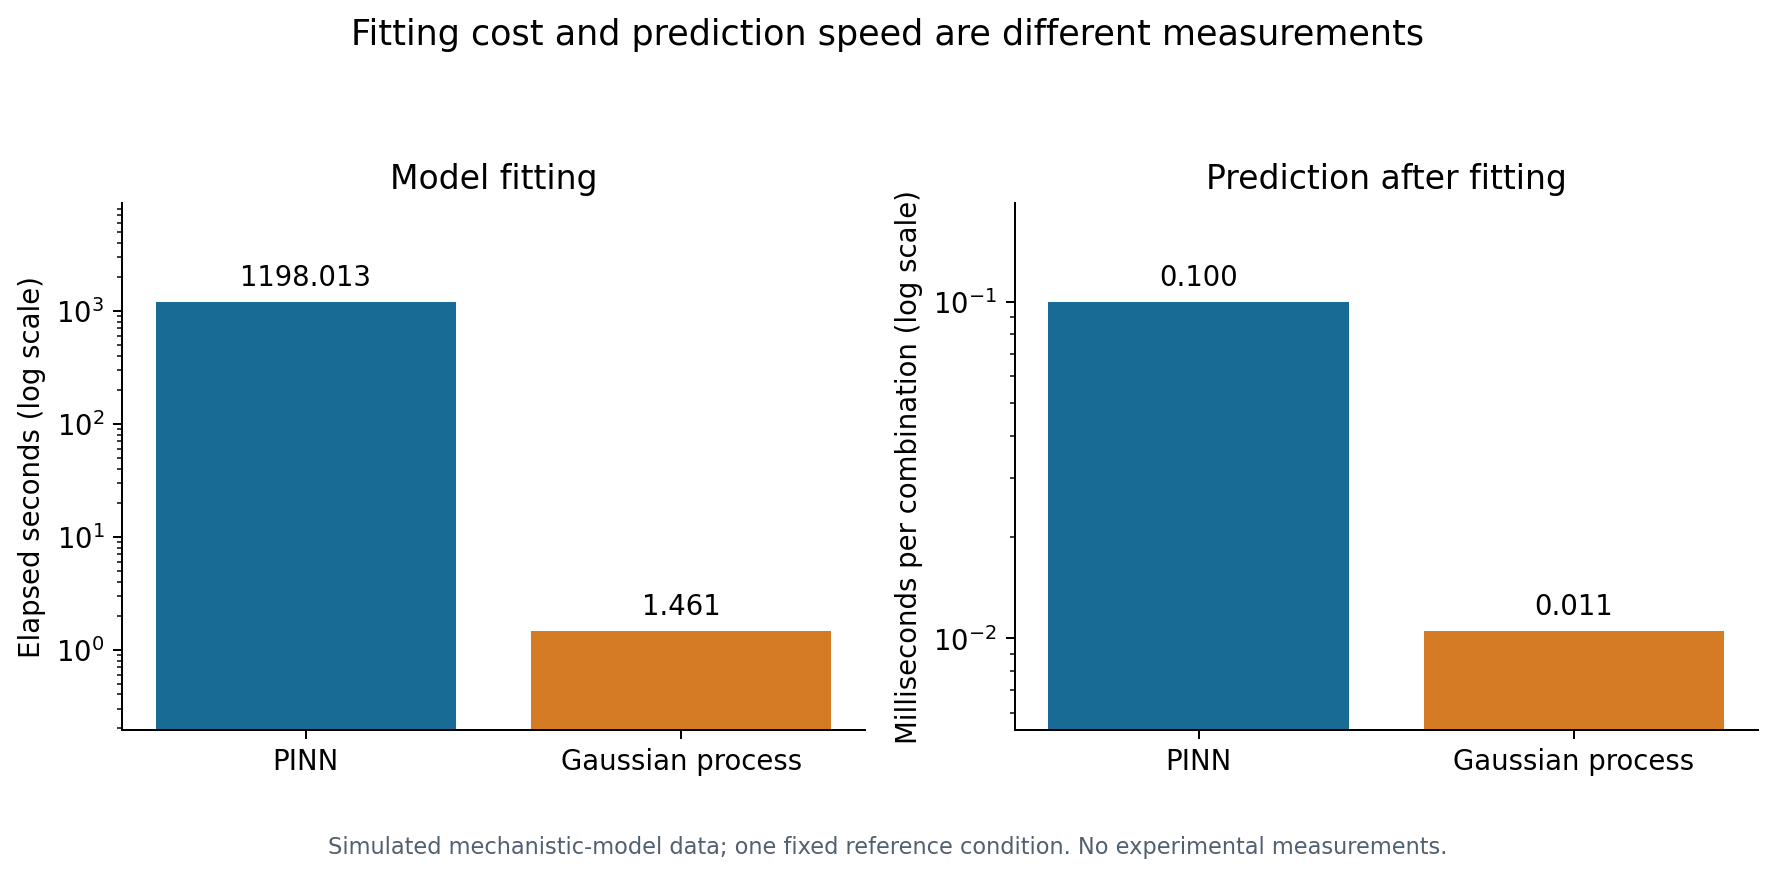 Fitting cost and prediction speed are different measurements
Model fitting
Elapsed seconds (log scale)
10³
10²
10¹
10⁰
1198.013
1.461
PINN
Gaussian process
Prediction after fitting
Milliseconds per combination (log scale)
10⁻¹
10⁻²
0.100
0.011
PINN
Gaussian process
Simulated mechanistic-model data; one fixed reference condition. No experimental measurements.